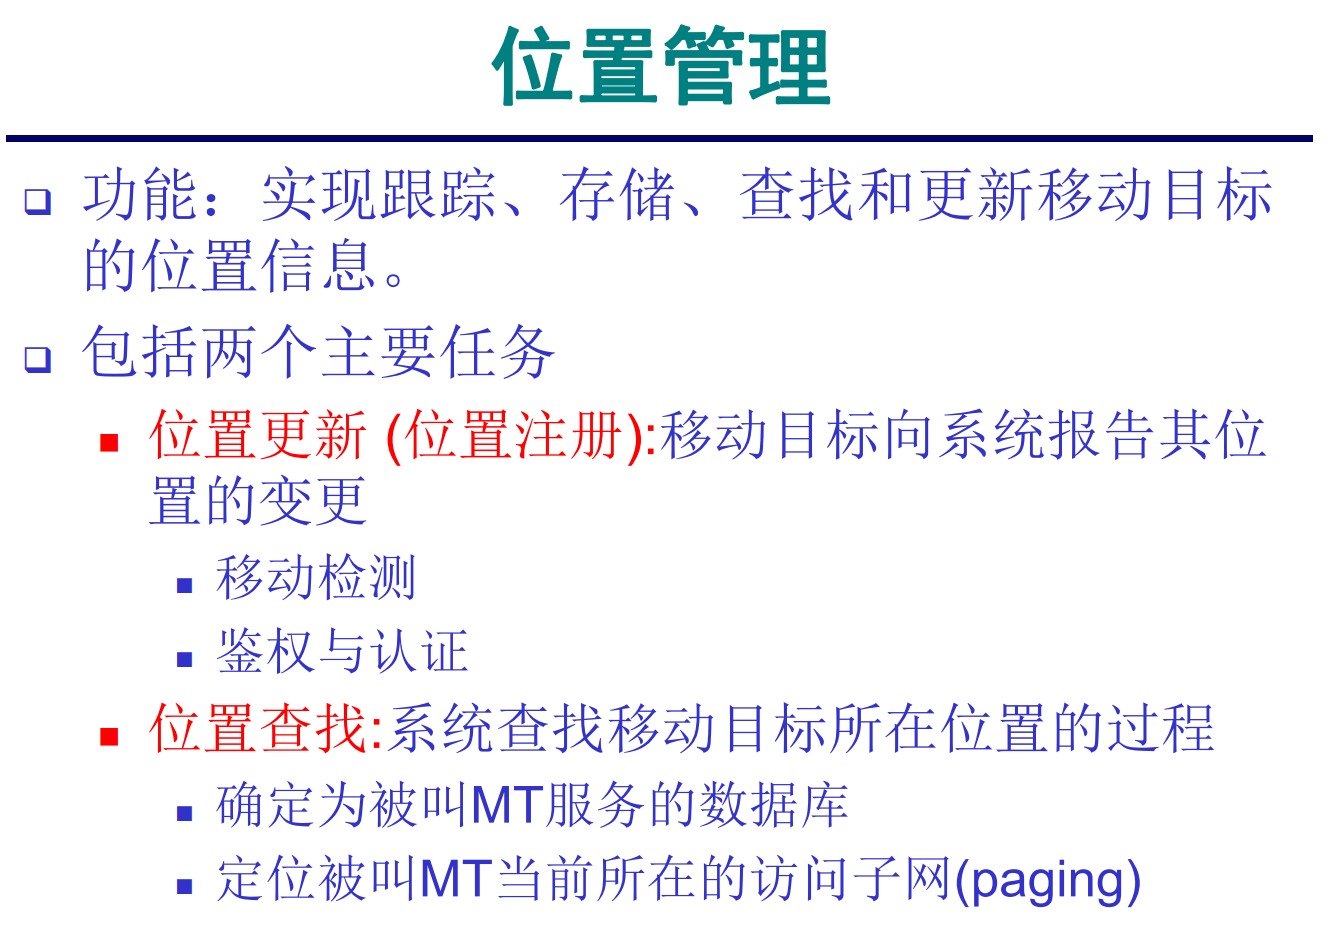 位置管理
功能：实现跟踪、存储、查找和更新移动目标
的位置信息。
包括两个主要任务
位置更新 (位置注册):移动目标向系统报告其位
置的变更
移动检测
鉴权与认证
位置查找:系统查找移动目标所在位置的过程
确定为被叫MT服务的数据库
定位被叫MT当前所在的访问子网(paging)